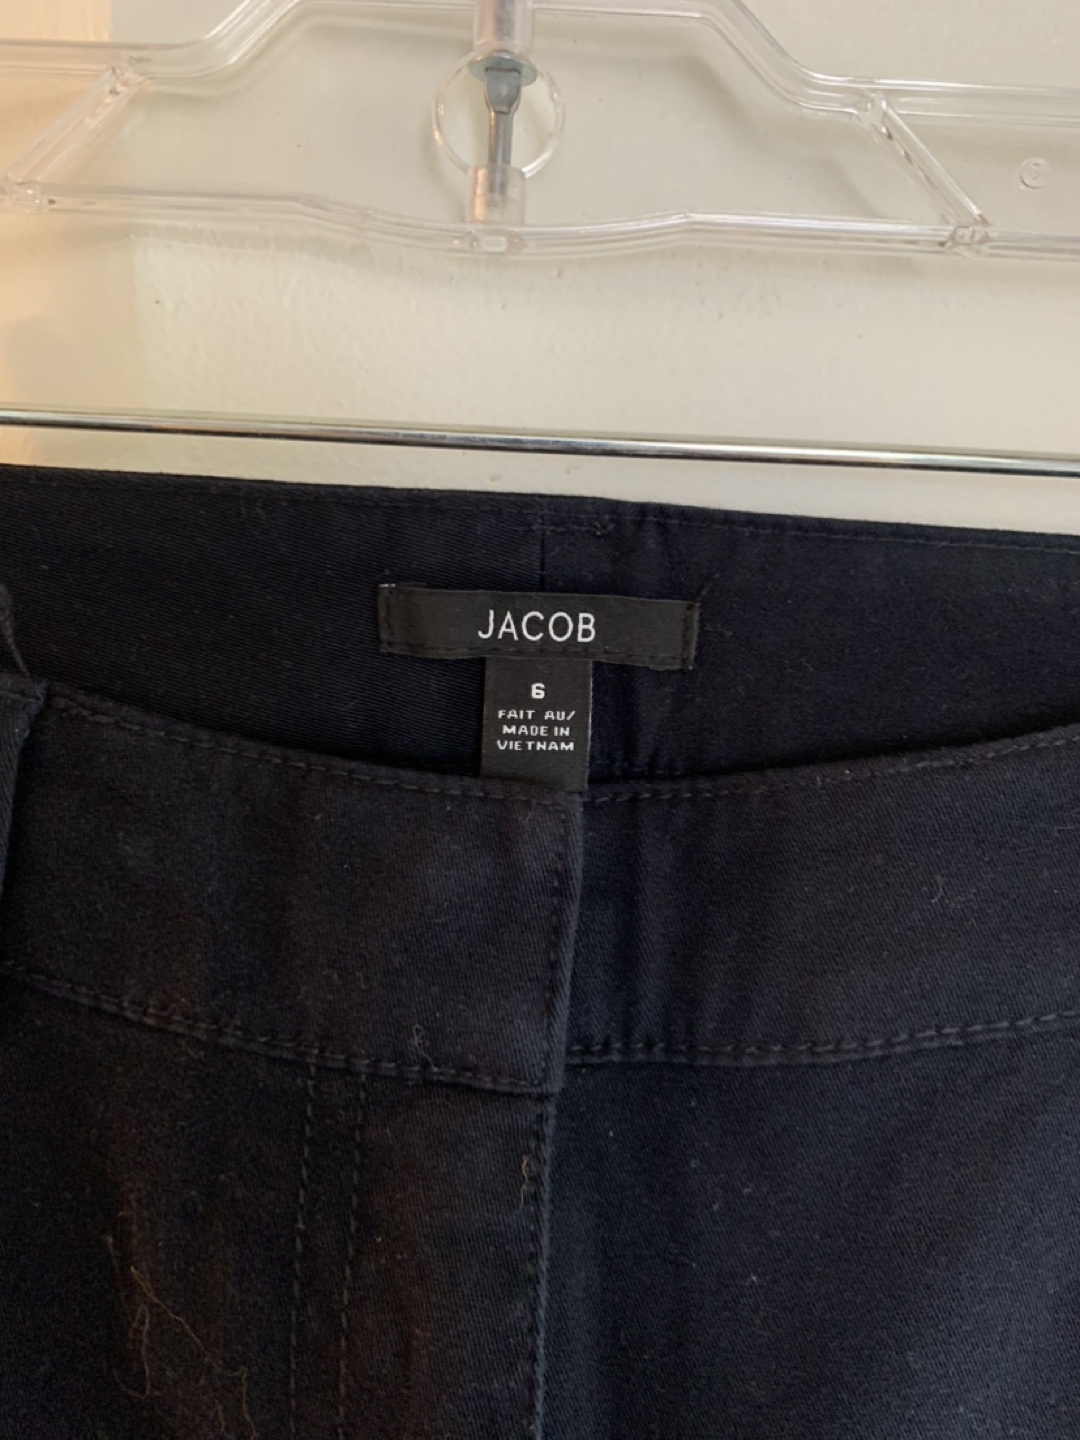 JACOB
6
FAIT AU/
MADE IN
VIETNAM